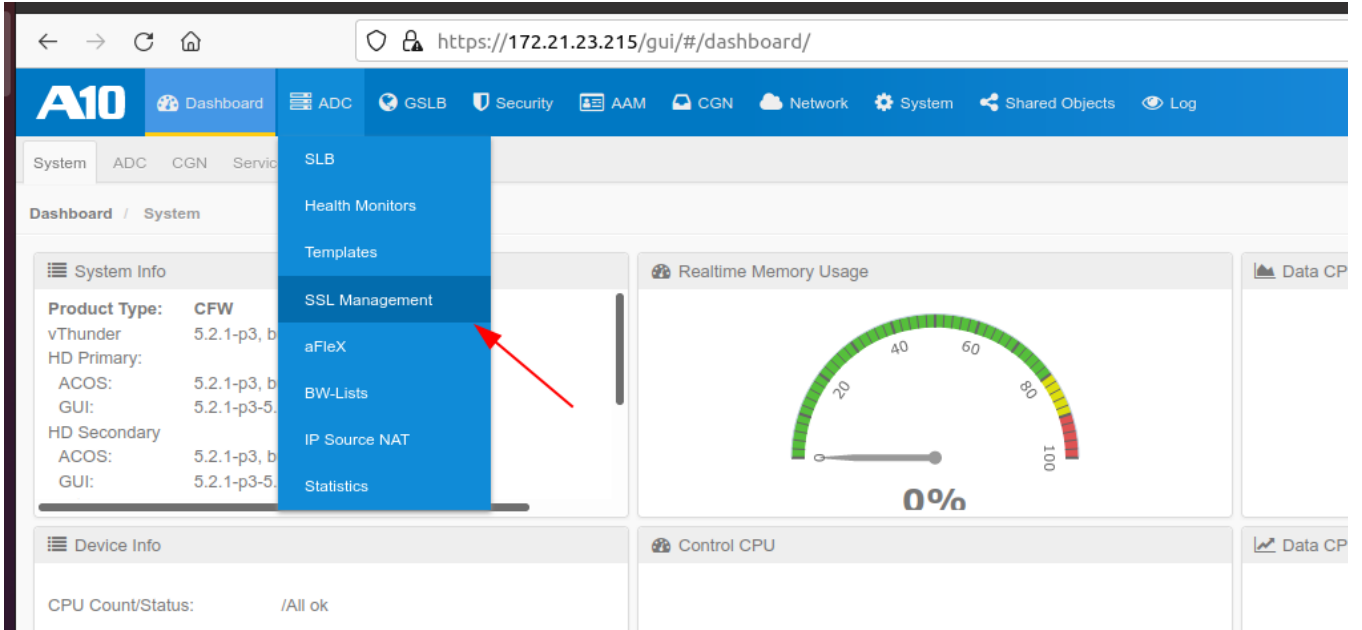 https://172.21.23.215/gui/#/dashboard/
A10 Dashboard ADC GSLB Security AAM CGN Network System Shared Objects Log
System ADC CGN
SLB
Health Monitors
Templates
SSL Management
aFleX
BW-Lists
IP Source NAT
Statistics
Dashboard / System
System Info
Product Type: CFW
vThunder 5.2.1-p3, b
HD Primary:
ACOS: 5.2.1-p3, b
GUI: 5.2.1-p3-5.
HD Secondary
ACOS: 5.2.1-p3, b
GUI: 5.2.1-p3-5.
Realtime Memory Usage
0 20 40 60 80 100
0%
Data CP
Device Info
CPU Count/Status: /All ok
Control CPU
Data CP